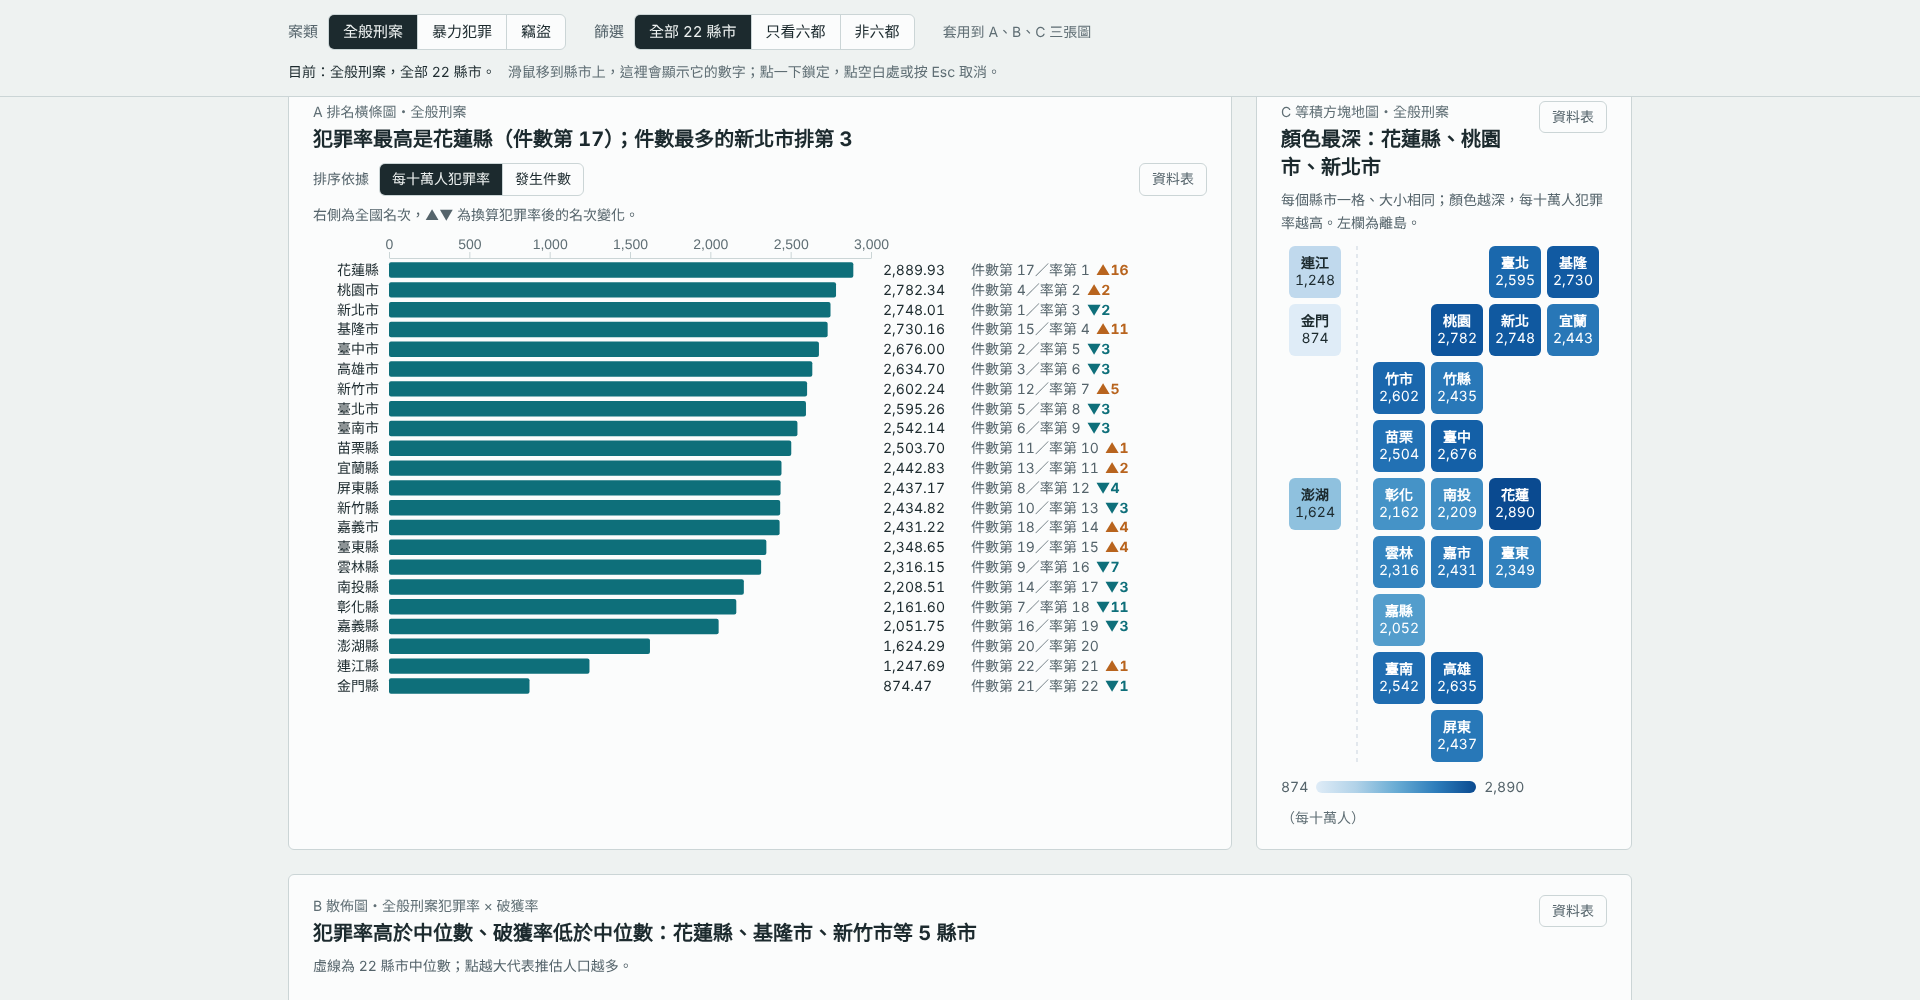 案類 全般刑案 暴力犯罪 竊盜 篩選 全部 22 縣市 只看六都 非六都 套用到 A、B、C 三張圖
目前：全般刑案，全部 22 縣市。 滑鼠移到縣市上，這裡會顯示它的數字；點一下鎖定，點空白處或按 Esc 取消。
A 排名橫條圖・全般刑案
犯罪率最高是花蓮縣（件數第 17）；件數最多的新北市排第 3
排序依據 每十萬人犯罪率 發生件數 資料表
右側為全國名次，▲▼ 為換算犯罪率後的名次變化。
0 500 1,000 1,500 2,000 2,500 3,000
花蓮縣 2,889.93 件數第 17／率第 1 ▲16
桃園市 2,782.34 件數第 4／率第 2 ▲2
新北市 2,748.01 件數第 1／率第 3 ▼2
基隆市 2,730.16 件數第 15／率第 4 ▲11
臺中市 2,676.00 件數第 2／率第 5 ▼3
高雄市 2,634.70 件數第 3／率第 6 ▼3
新竹市 2,602.24 件數第 12／率第 7 ▲5
臺北市 2,595.26 件數第 5／率第 8 ▼3
臺南市 2,542.14 件數第 6／率第 9 ▼3
苗栗縣 2,503.70 件數第 11／率第 10 ▲1
宜蘭縣 2,442.83 件數第 13／率第 11 ▲2
屏東縣 2,437.17 件數第 8／率第 12 ▼4
新竹縣 2,434.82 件數第 10／率第 13 ▼3
嘉義市 2,431.22 件數第 18／率第 14 ▲4
臺東縣 2,348.65 件數第 19／率第 15 ▲4
雲林縣 2,316.15 件數第 9／率第 16 ▼7
南投縣 2,208.51 件數第 14／率第 17 ▼3
彰化縣 2,161.60 件數第 7／率第 18 ▼11
嘉義縣 2,051.75 件數第 16／率第 19 ▼3
澎湖縣 1,624.29 件數第 20／率第 20
連江縣 1,247.69 件數第 22／率第 21 ▲1
金門縣 874.47 件數第 21／率第 22 ▼1
C 等積方塊地圖・全般刑案
資料表
顏色最深：花蓮縣、桃園
市、新北市
每個縣市一格、大小相同；顏色越深，每十萬人犯罪
率越高。左欄為離島。
連江 臺北 基隆
1,248 2,595 2,730
金門 桃園 新北 宜蘭
874 2,782 2,748 2,443
竹市 竹縣
2,602 2,435
苗栗 臺中
2,504 2,676
澎湖 彰化 南投 花蓮
1,624 2,162 2,209 2,890
雲林 嘉市 臺東
2,316 2,431 2,349
嘉縣
2,052
臺南 高雄
2,542 2,635
屏東
2,437
874 2,890
（每十萬人）
B 散佈圖・全般刑案犯罪率 × 破獲率
資料表
犯罪率高於中位數、破獲率低於中位數：花蓮縣、基隆市、新竹市等 5 縣市
虛線為 22 縣市中位數；點越大代表推估人口越多。